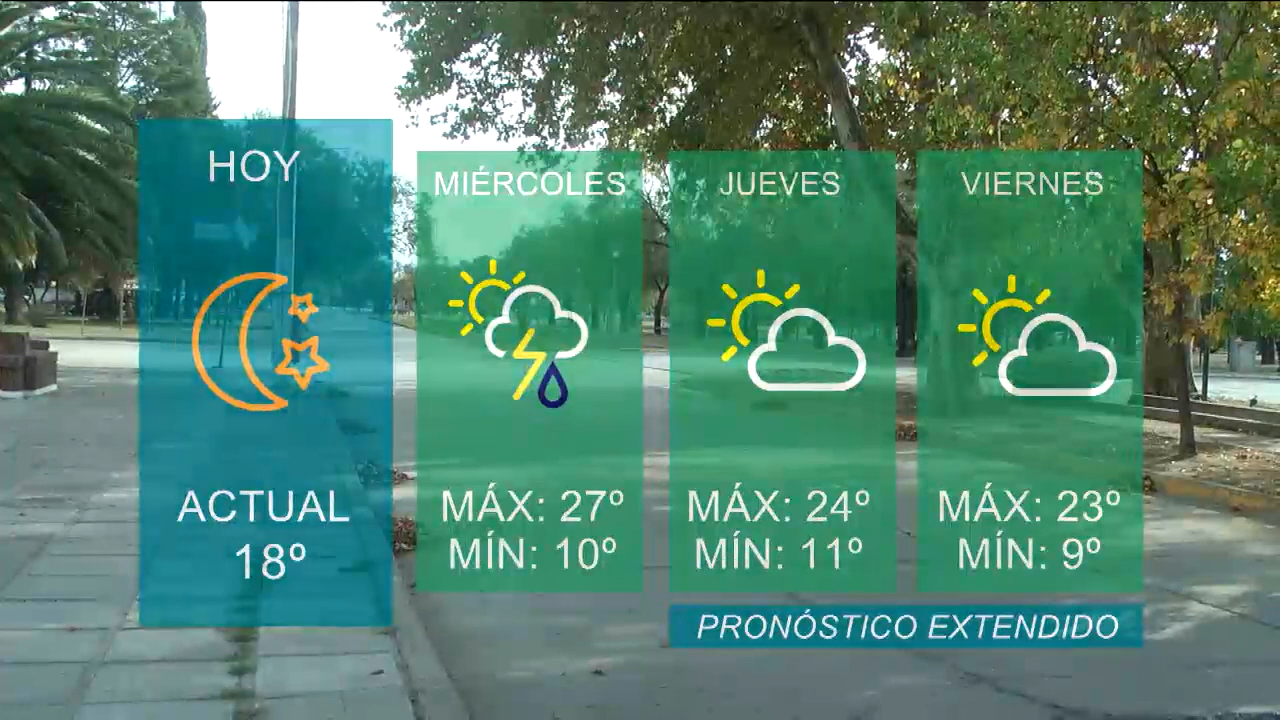 HOY
ACTUAL
18º
MIÉRCOLES
MÁX: 27º
MÍN: 10º
JUEVES
MÁX: 24º
MÍN: 11º
VIERNES
MÁX: 23º
MÍN: 9º
PRONÓSTICO EXTENDIDO